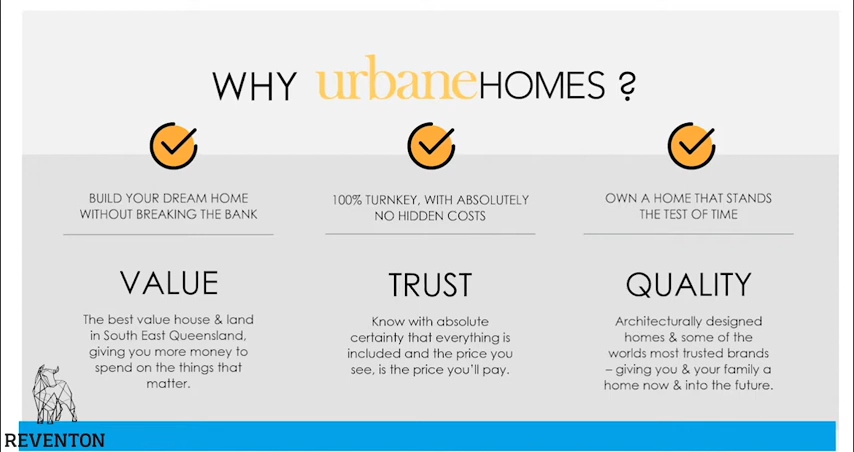 WHY urbaneHOMES ?
BUILD YOUR DREAM HOME
WITHOUT BREAKING THE BANK
VALUE
The best value house & land
in South East Queensland,
giving you more money to
spend on the things that
matter.
100% TURNKEY, WITH ABSOLUTELY
NO HIDDEN COSTS
TRUST
Know with absolute
certainty that everything is
included and the price you
see, is the price you'll pay.
OWN A HOME THAT STANDS
THE TEST OF TIME
QUALITY
Architecturally designed
homes & some of the
worlds most trusted brands
– giving you & your family a
home now & into the future.
REVENTON